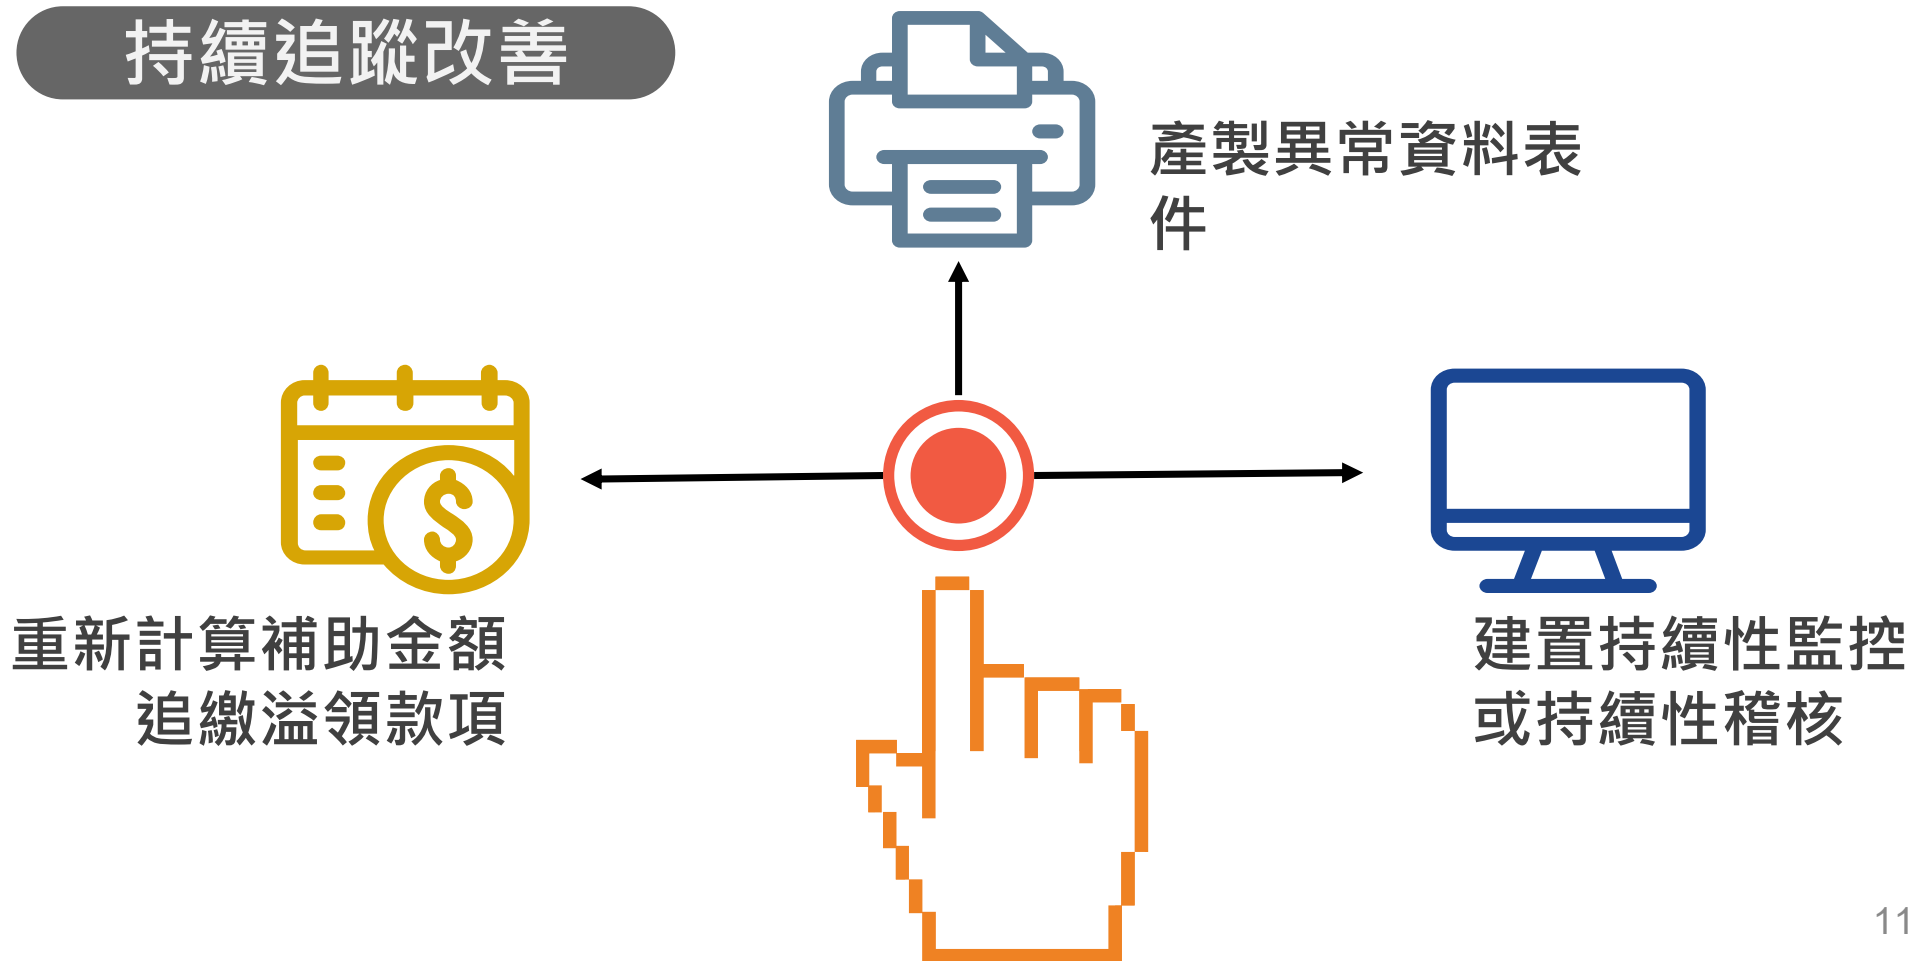 持續追蹤改善
產製異常資料表
件
重新計算補助金額
追繳溢領款項
建置持續性監控
或持續性稽核
11